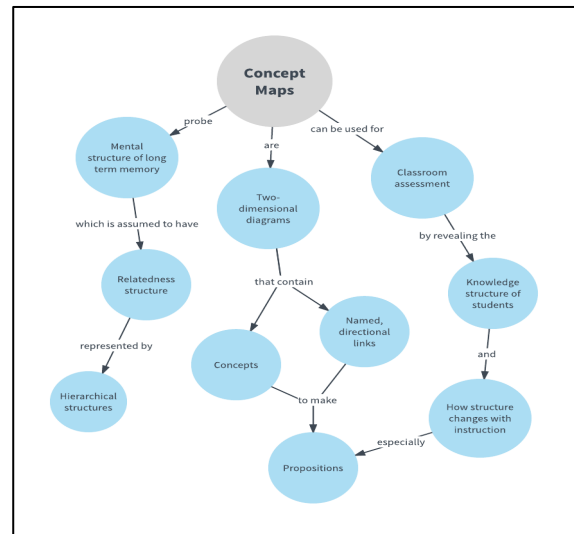 Concept
Maps
probe
are
can be used for
Mental
structure of long
term memory
Two-
dimensional
diagrams
Classroom
assessment
which is assumed to have
by revealing the
Relatedness
structure
that contain
Knowledge
structure of
students
Named,
directional
links
represented by
and
Concepts
Hierarchical
structures
to make
How structure
changes with
instruction
especially
Propositions